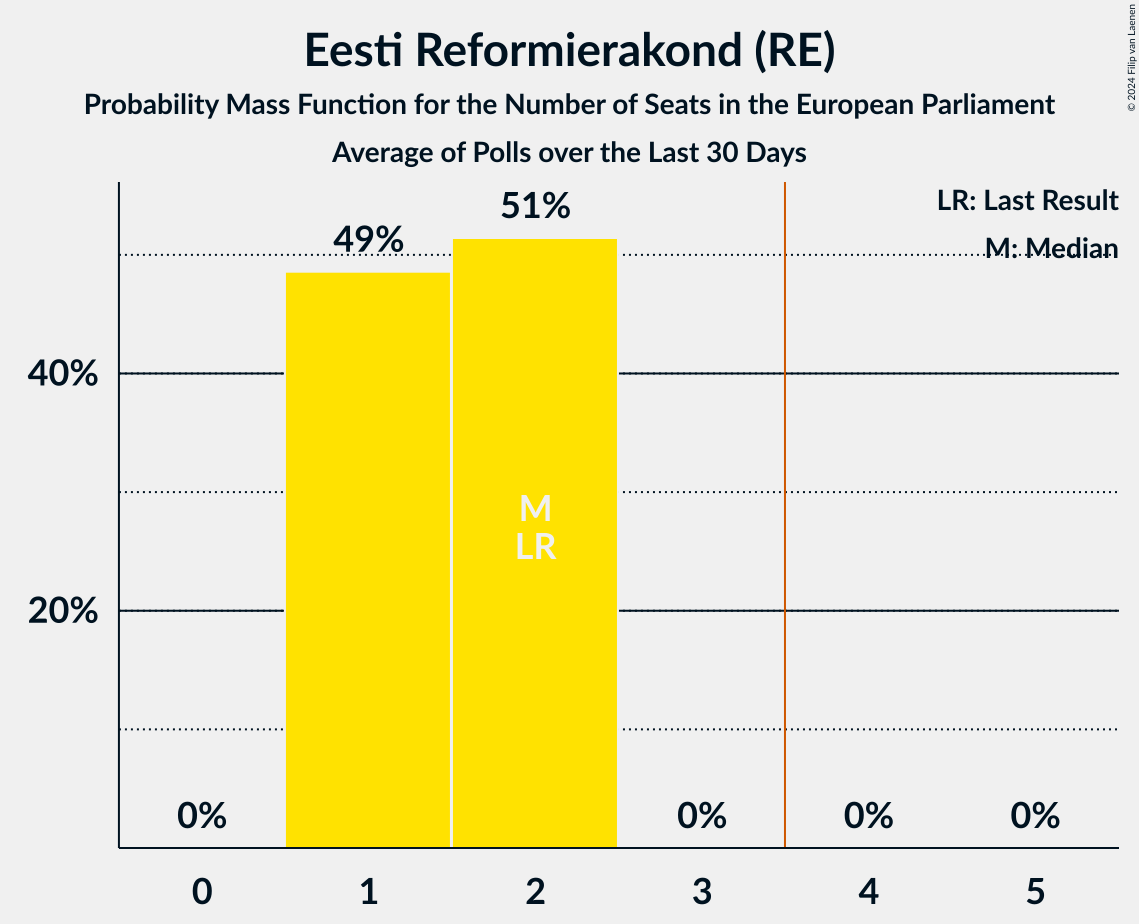 Eesti Reformierakond (RE)
Probability Mass Function for the Number of Seats in the European Parliament
Average of Polls over the Last 30 Days
© 2024 Filip van Laenen
LR: Last Result
M: Median
51%
49%
40%
20%
M
LR
0%
0%
0%
0%
0
1
2
3
4
5